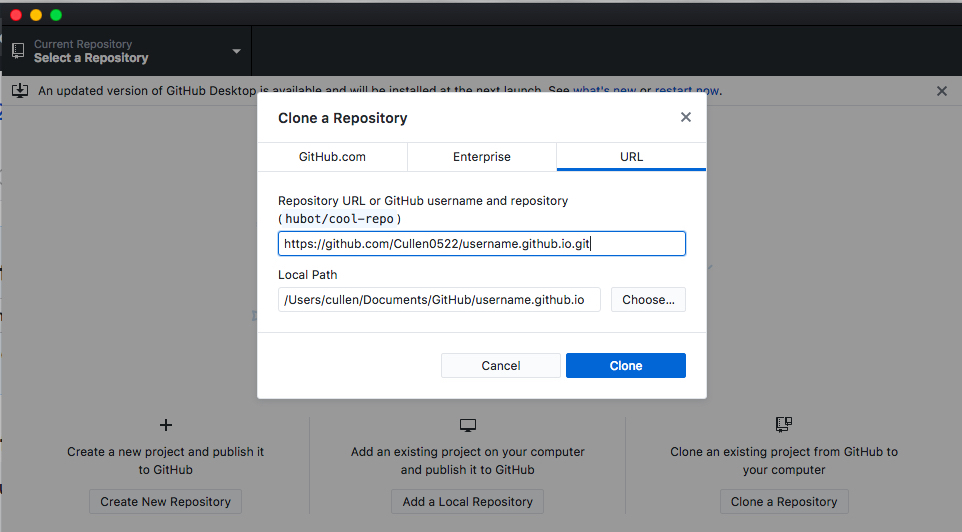 Current Repository
Select a Repository
An updated version of GitHub Desktop is available and will be installed at the next launch. See what's new or restart now.
Clone a Repository
GitHub.com
Enterprise
URL
Repository URL or GitHub username and repository
(hubot/cool-repo)
https://github.com/Cullen0522/username.github.io.git
Local Path
/Users/cullen/Documents/GitHub/username.github.io
Choose...
Cancel
Clone
Create a new project and publish it
to GitHub
Create New Repository
Add an existing project on your computer
and publish it to GitHub
Add a Local Repository
Clone an existing project from GitHub to
your computer
Clone a Repository